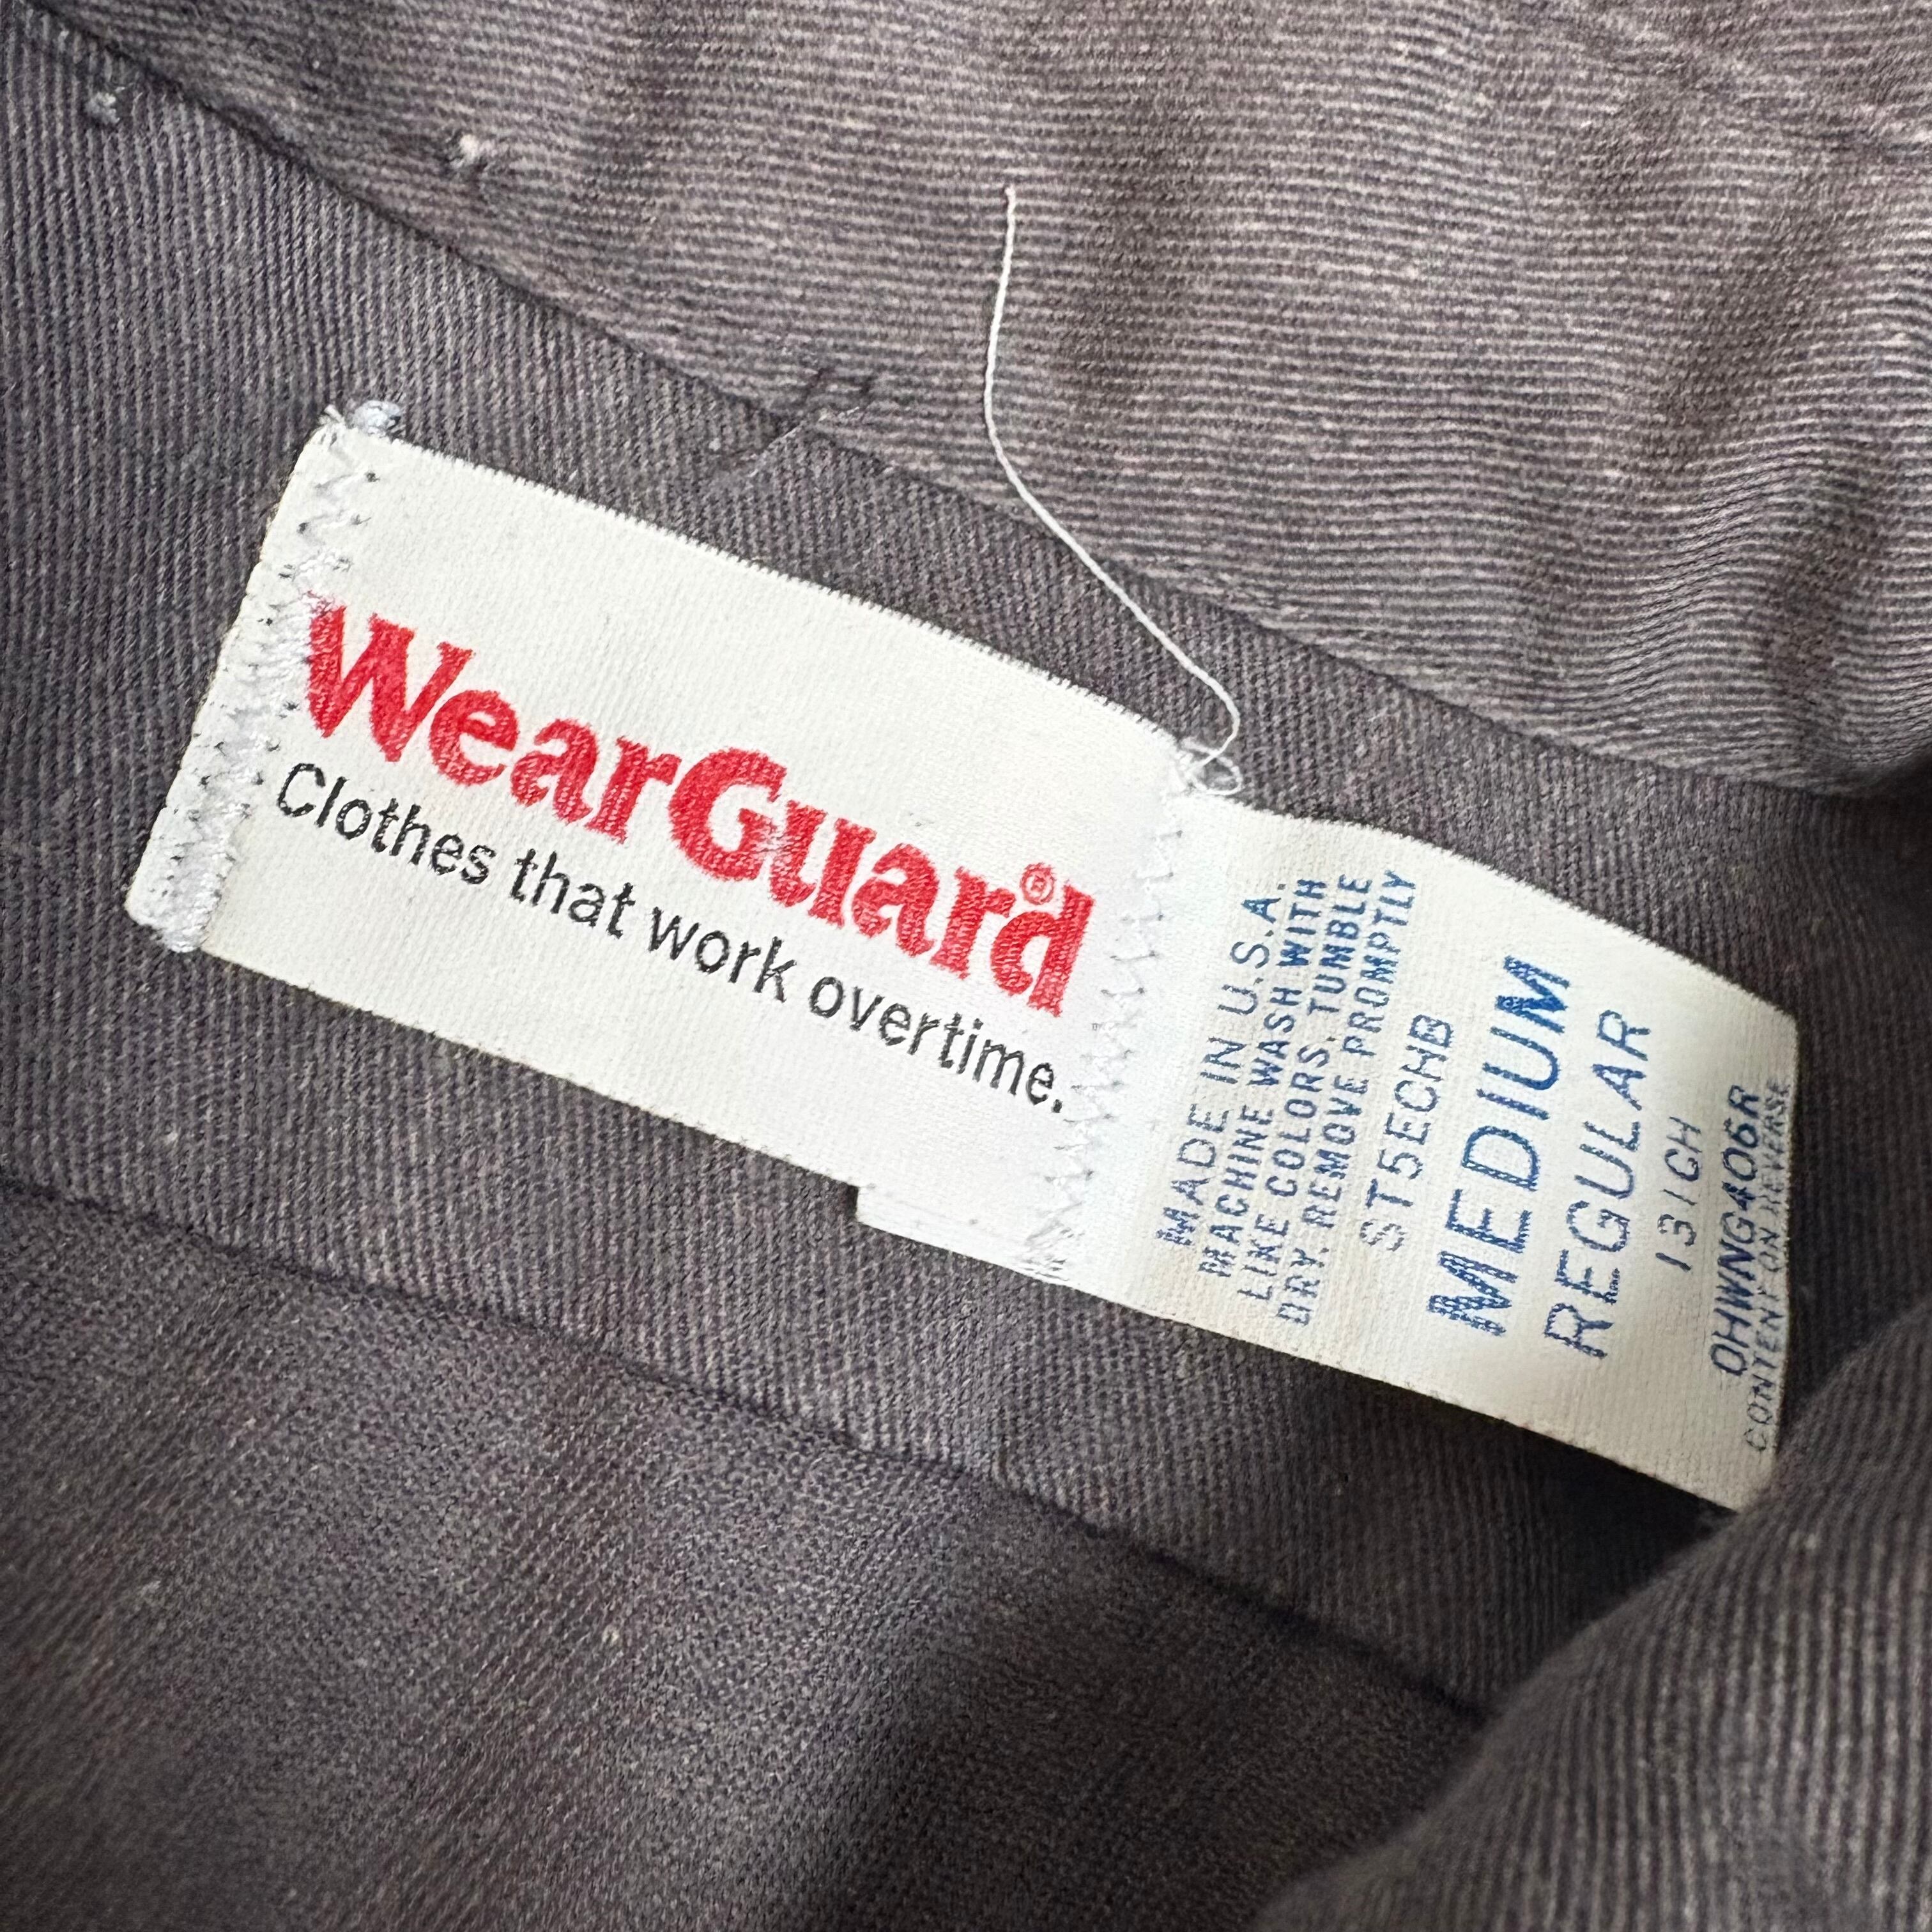 WearGuard®
Clothes that work overtime.
MADE IN U.S.A.
MACHINE WASH WITH
LIKE COLORS, TUMBLE
DRY, REMOVE PROMPTLY
ST5ECHB
MEDIUM
REGULAR
131CH
OHWNG406R
CONTENT ON REVERSE